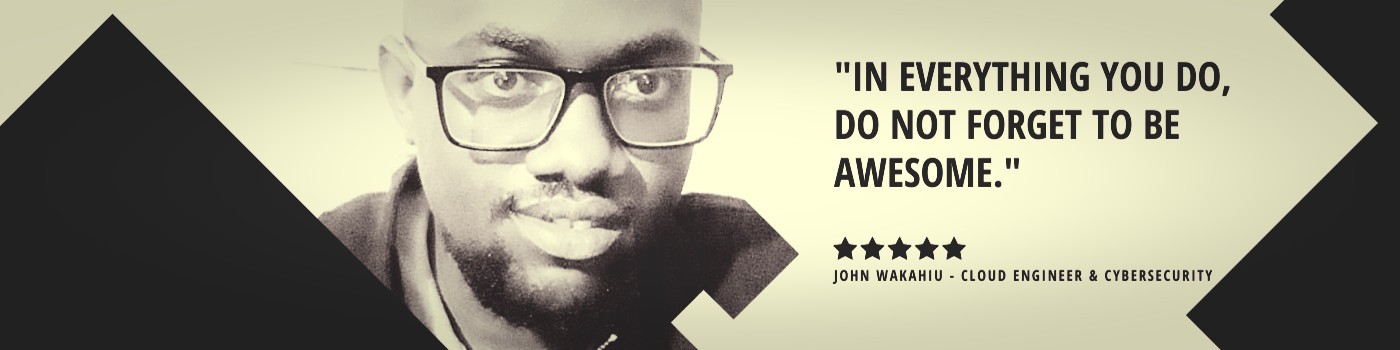 "IN EVERYTHING YOU DO,
DO NOT FORGET TO BE
AWESOME."
JOHN WAKAHIU - CLOUD ENGINEER & CYBERSECURITY